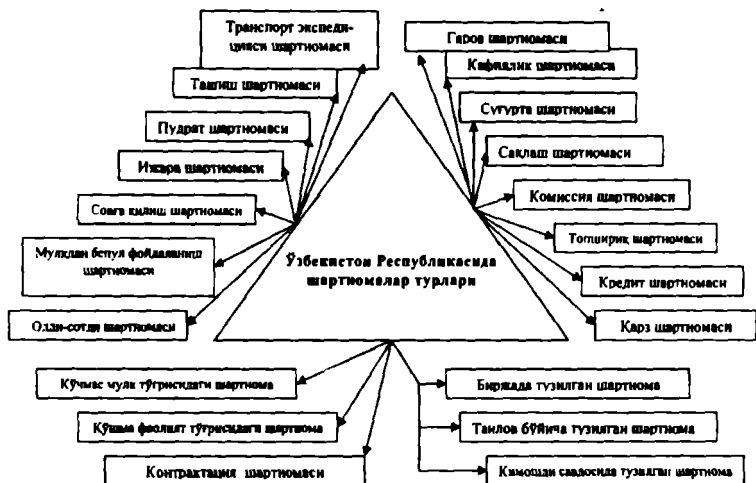 Транспорт экспеди-
цияси шартномаси
Ташиш шартномаси
Пудрат шартномаси
Ижара шартномаси
Совға қилиш шартномаси
Мулкдан бепул фойдаланиш
шартномаси
Олди-сотди шартномаси
Гаров шартномаси
Кафиллик шартномаси
Суғурта шартномаси
Сақлаш шартномаси
Комиссия шартномаси
Топшириқ шартномаси
Кредит шартномаси
Қарз шартномаси
Ўзбекистон Республикасида
шартномалар турлари
Кўчмас мулк тўғрисидаги шартнома
Қўшма фаолият тўғрисидаги шартнома
Контрактация шартномаси
Биржада тузилган шартнома
Танлов бўйича тузилган шартнома
Кимошди савдосида тузилган шартнома